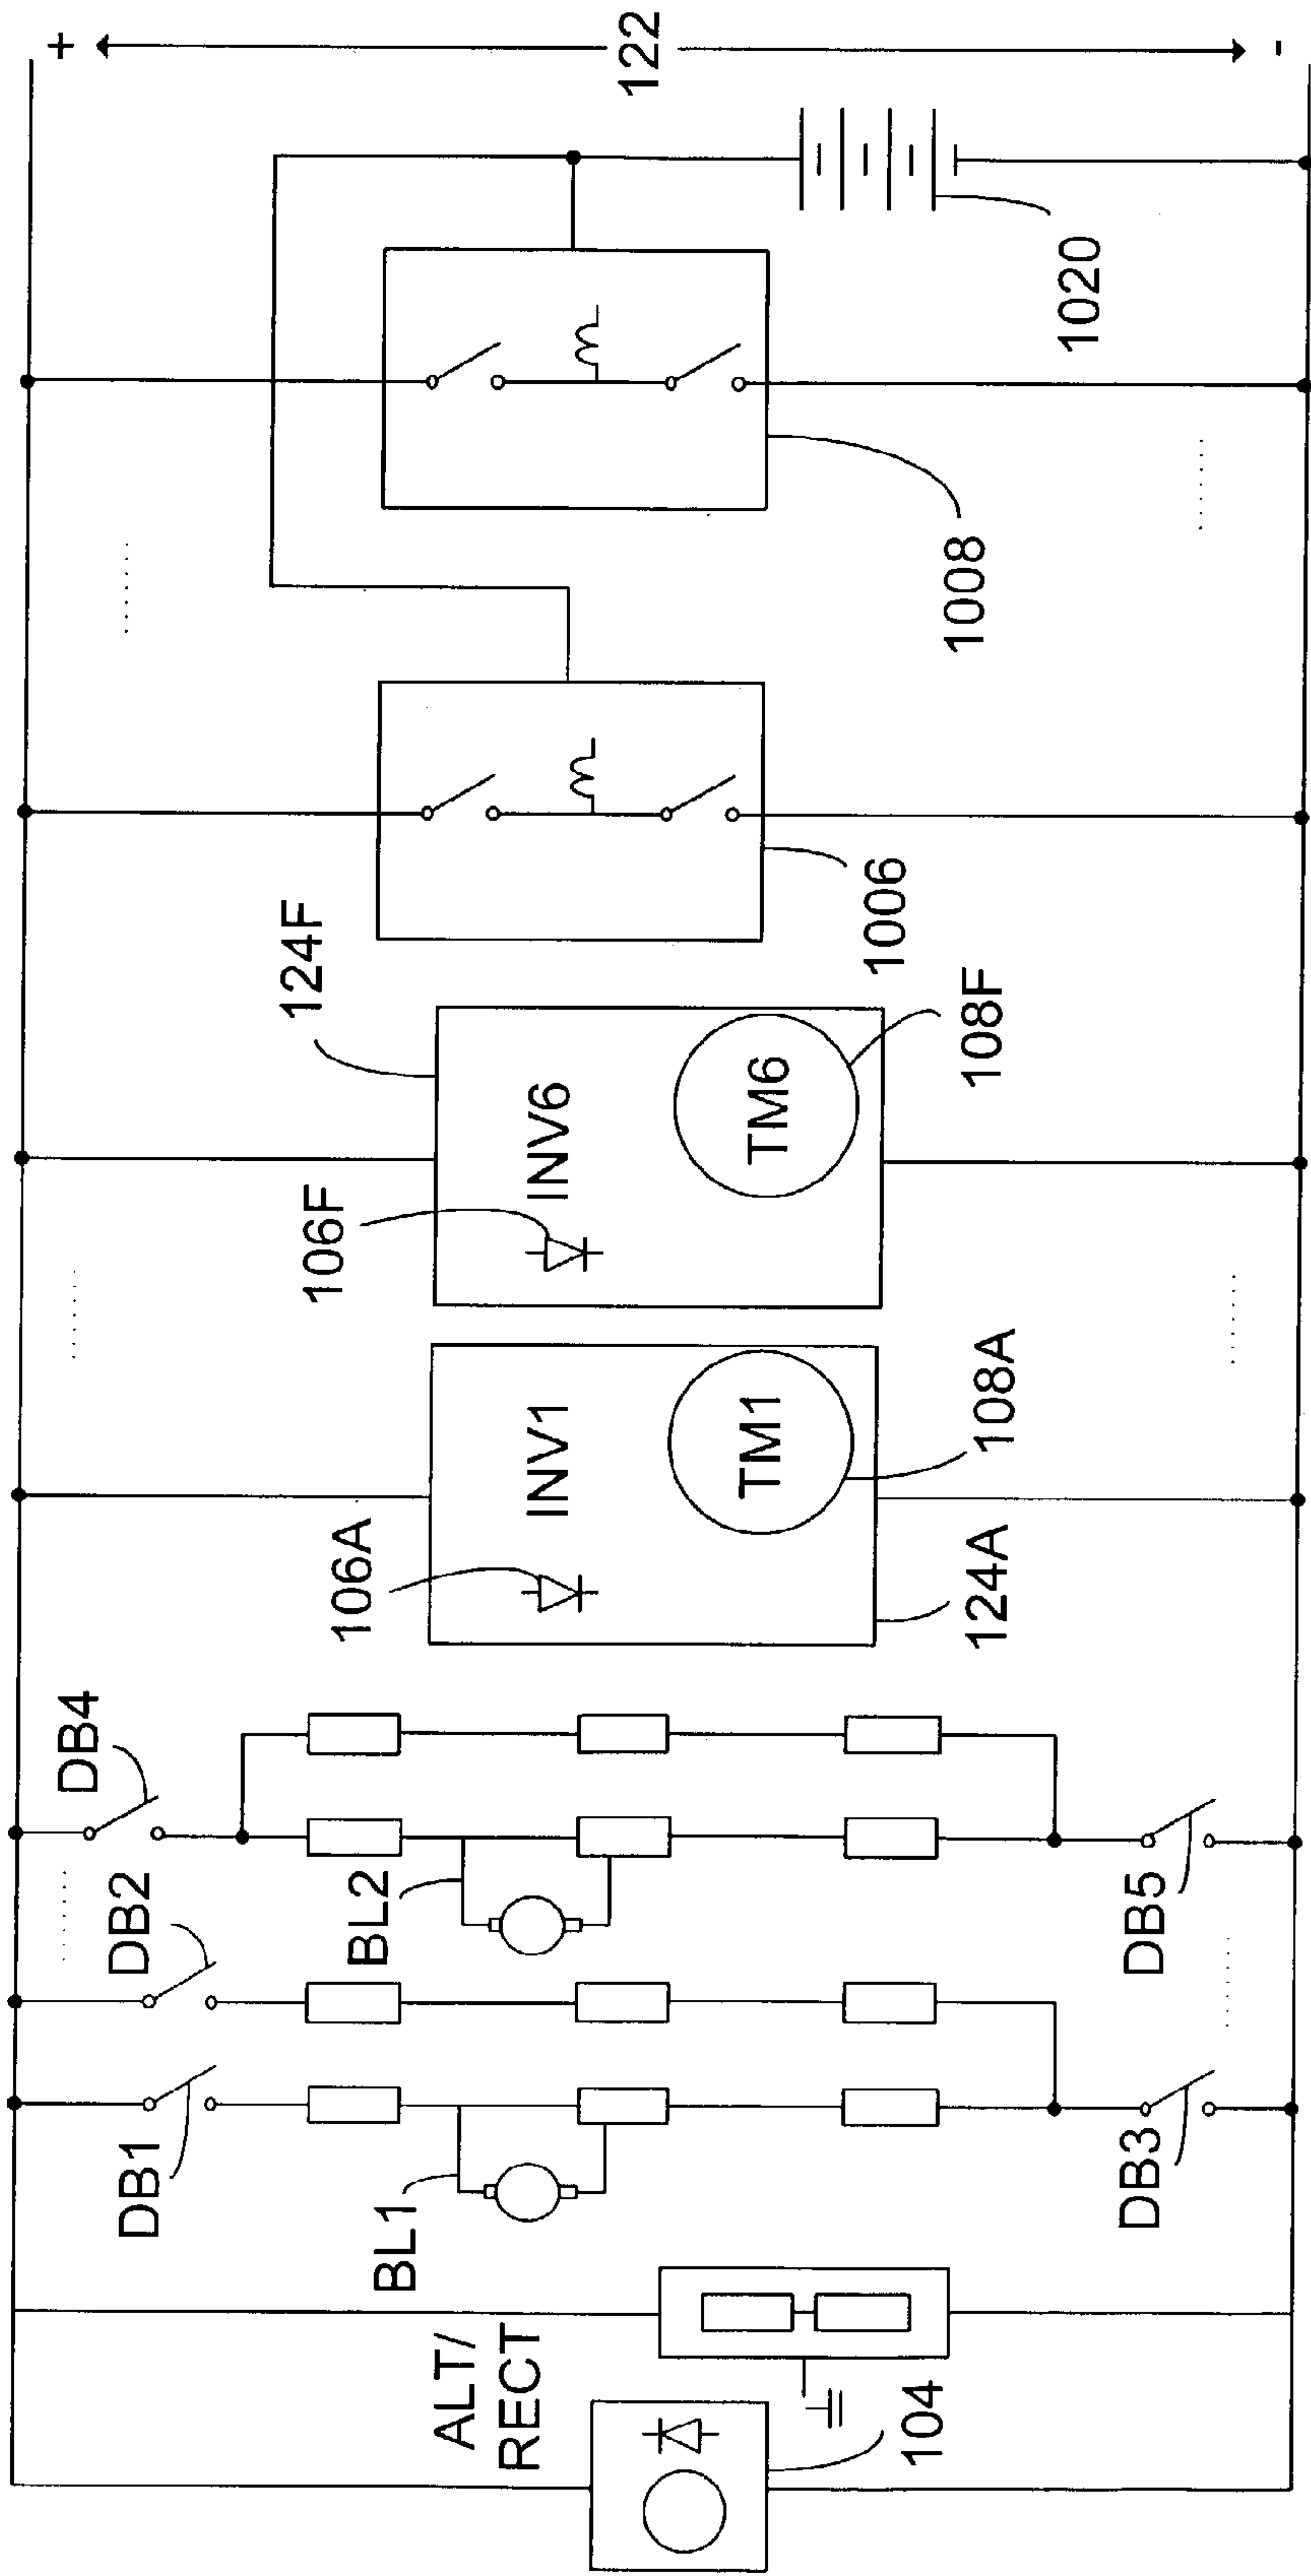 +
122
-
1020
1008
1006
124F
INV6
106F
TM6
108F
INV1
106A
TM1
108A
124A
DB4
DB2
BL2
DB5
DB1
BL1
DB3
ALT/
RECT
104